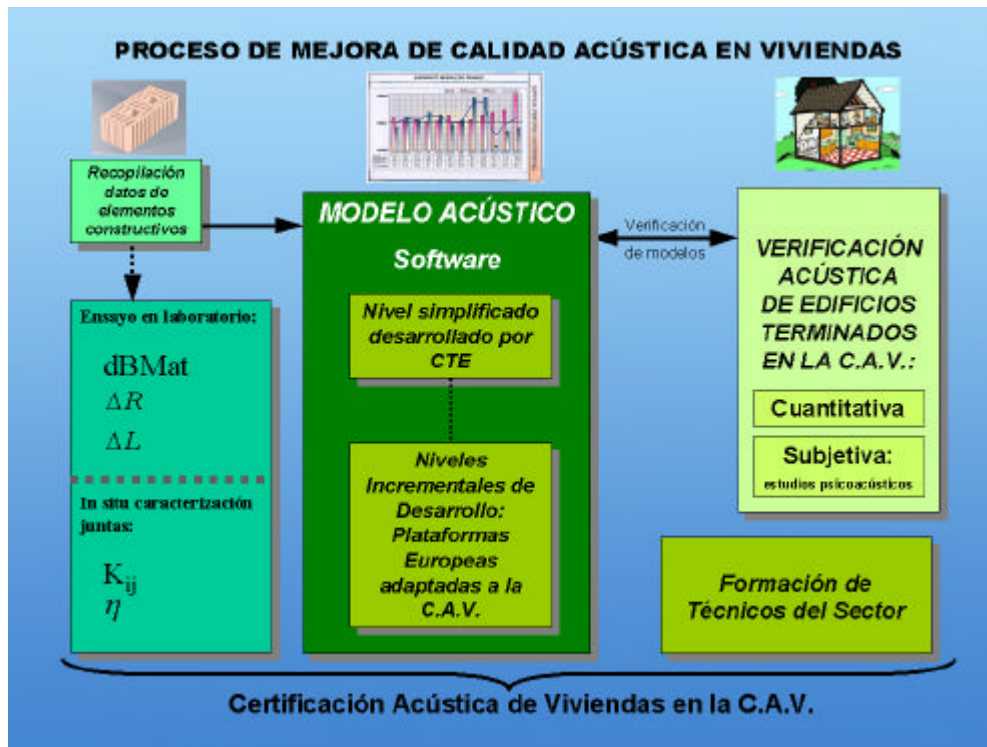 PROCESO DE MEJORA DE CALIDAD ACÚSTICA EN VIVIENDAS
Recopilación
datos de
elementos
constructivos
Ensayo en laboratorio:
dBMat
ΔR
ΔL
In situ caracterización
juntas:
Kij
η
MODELO ACÚSTICO
Software
Nivel simplificado
desarrollado por
CTE
Niveles
Incrementales de
Desarrollo:
Plataformas
Europeas
adaptadas a la
C.A.V.
Verificación
de modelos
VERIFICACIÓN
ACÚSTICA
DE EDIFICIOS
TERMINADOS
EN LA C.A.V.:
Cuantitativa
Subjetiva:
estudios psicoacústicos
Formación de
Técnicos del Sector
Certificación Acústica de Viviendas en la C.A.V.